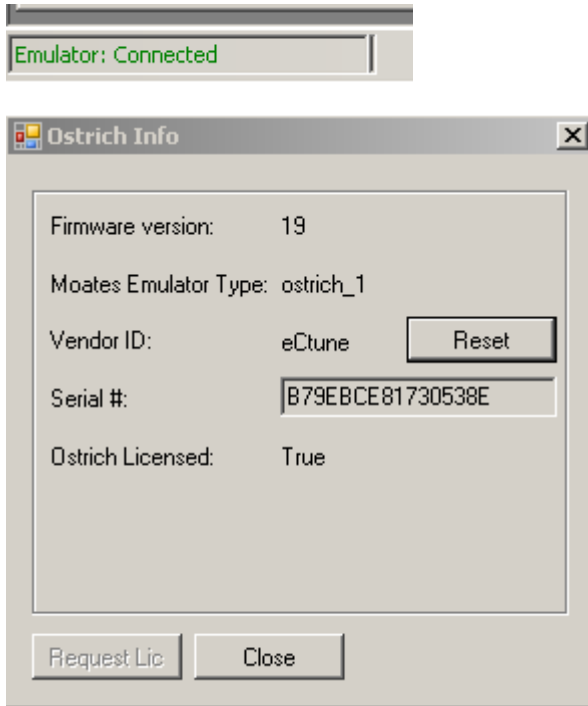 Emulator: Connected
Ostrich Info
Firmware version: 19
Moates Emulator Type: ostrich_1
Vendor ID: eCtune Reset
Serial #: B79EBCE81730538E
Ostrich Licensed: True
Request Lic Close